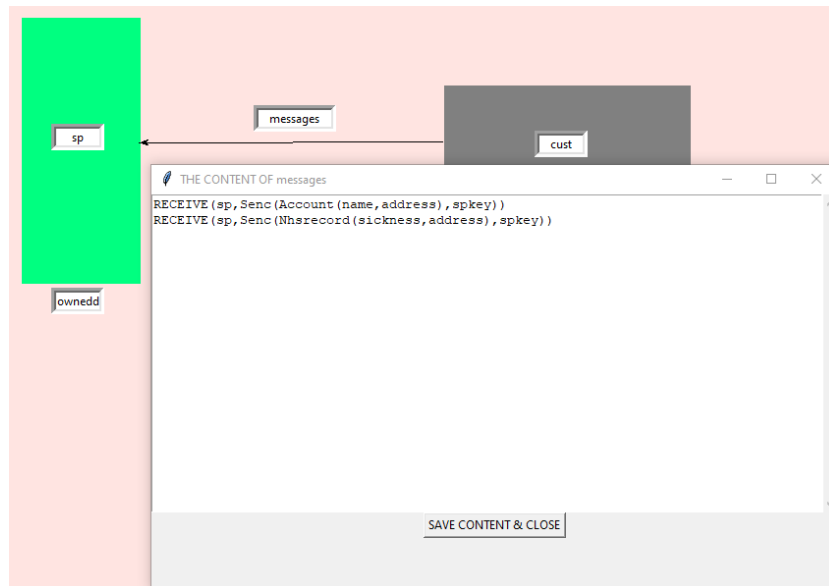 messages
sp
cust
THE CONTENT OF messages
RECEIVE(sp,Senc(Account(name,address),spkey))
RECEIVE(sp,Senc(Nhsrecord(sickness,address),spkey))
ownedd
SAVE CONTENT & CLOSE